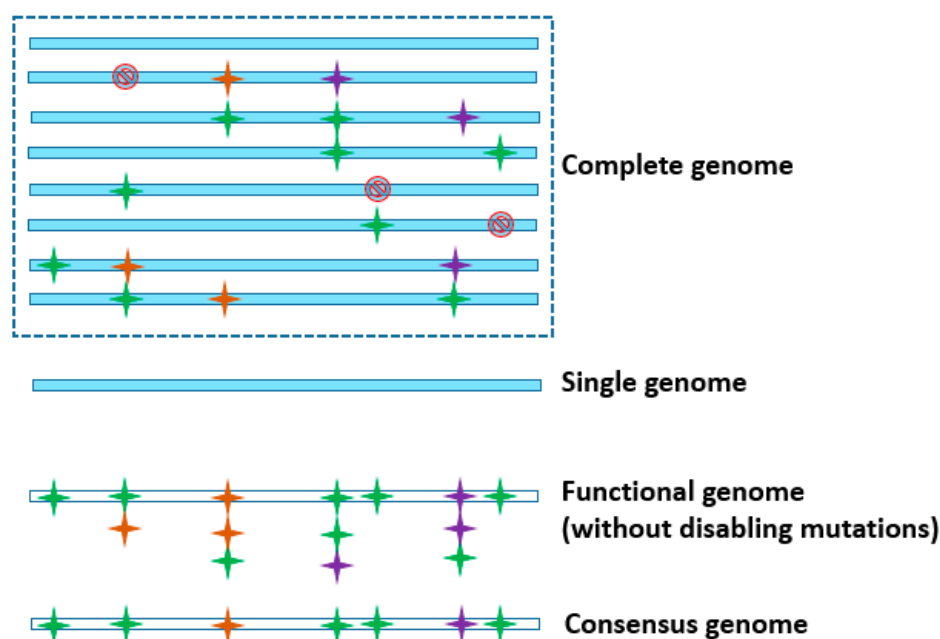 Complete genome
Single genome
Functional genome
(without disabling mutations)
Consensus genome